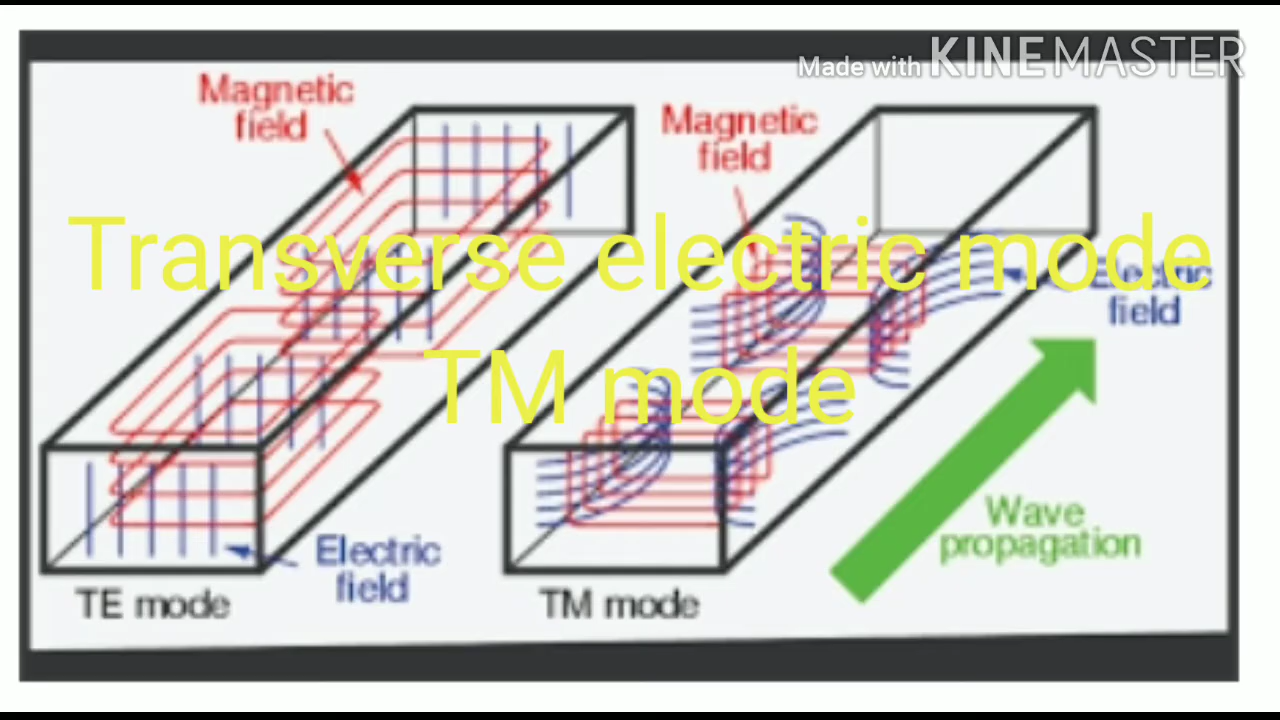 Made with KINEMASTER
Magnetic
field
Magnetic
field
Transverse electric mode
Electric
field
TM mode
Wave
propagation
Electric
field
TE mode
TM mode